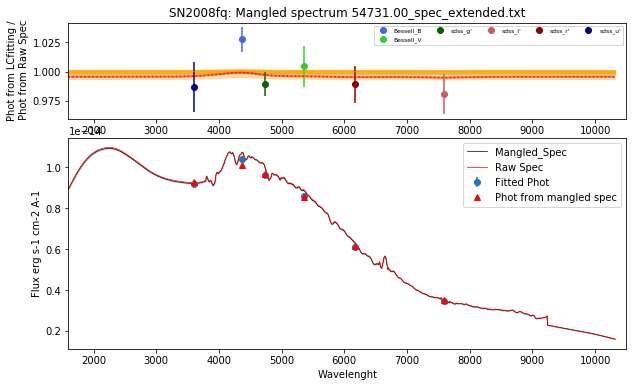 SN2008fq: Mangled spectrum 54731.00_spec_extended.txt
Phot from LCfitting /
Phot from Raw Spec
1.025
1.000
0.975
Bessell_B
Bessell_V
sdss_g'
sdss_i'
sdss_r'
sdss_u'
2000 3000 4000 5000 6000 7000 8000 9000 10000
1e−14
Flux erg s-1 cm-2 A-1
1.0
0.8
0.6
0.4
0.2
Mangled_Spec
Raw Spec
Fitted Phot
Phot from mangled spec
2000 3000 4000 5000 6000 7000 8000 9000 10000
Wavelenght